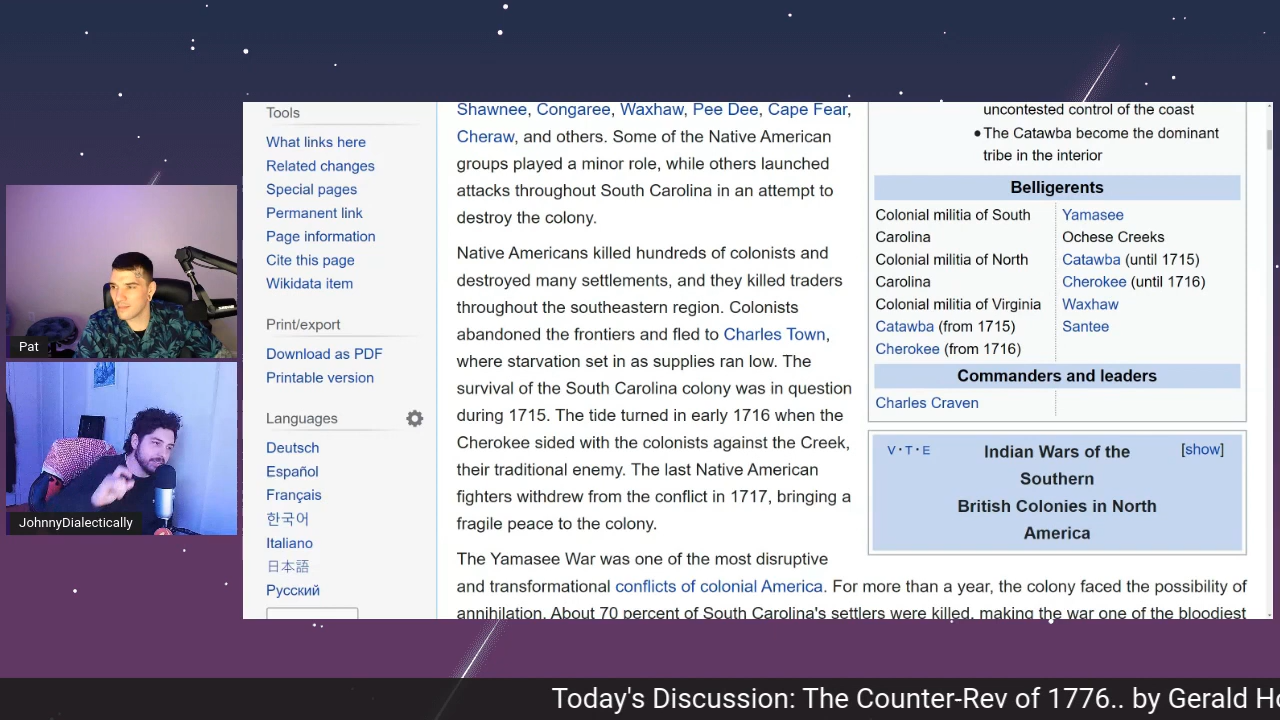 Tools
What links here
Related changes
Special pages
Permanent link
Page information
Cite this page
Wikidata item
Print/export
Download as PDF
Printable version
Languages
Deutsch
Español
Français
한국어
Italiano
日本語
Русский
Shawnee, Congaree, Waxhaw, Pee Dee, Cape Fear,
Cheraw, and others. Some of the Native American
groups played a minor role, while others launched
attacks throughout South Carolina in an attempt to
destroy the colony.
Native Americans killed hundreds of colonists and
destroyed many settlements, and they killed traders
throughout the southeastern region. Colonists
abandoned the frontiers and fled to Charles Town,
where starvation set in as supplies ran low. The
survival of the South Carolina colony was in question
during 1715. The tide turned in early 1716 when the
Cherokee sided with the colonists against the Creek,
their traditional enemy. The last Native American
fighters withdrew from the conflict in 1717, bringing a
fragile peace to the colony.
The Yamasee War was one of the most disruptive
and transformational conflicts of colonial America. For more than a year, the colony faced the possibility of
annihilation. About 70 percent of South Carolina's settlers were killed, making the war one of the bloodiest
uncontested control of the coast
• The Catawba become the dominant
tribe in the interior
Belligerents
Colonial militia of South
Carolina
Colonial militia of North
Carolina
Colonial militia of Virginia
Catawba (from 1715)
Cherokee (from 1716)
Yamasee
Ochese Creeks
Catawba (until 1715)
Cherokee (until 1716)
Waxhaw
Santee
Commanders and leaders
Charles Craven
V·T·E
Indian Wars of the
Southern
British Colonies in North
America
[show]
Pat
JohnnyDialectically
Today's Discussion: The Counter-Rev of 1776.. by Gerald Ho